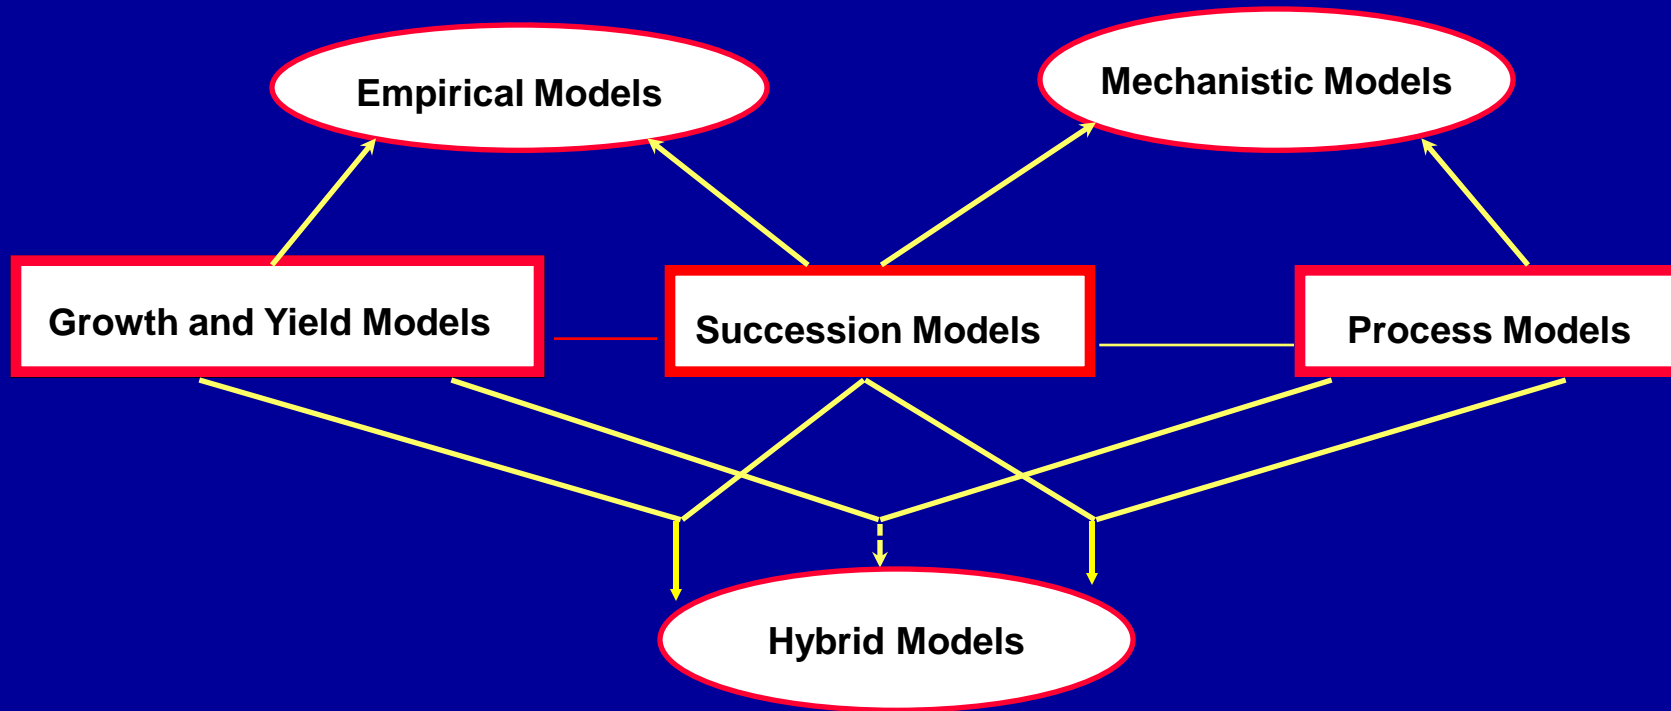 Empirical Models
Mechanistic Models
Growth and Yield Models
Succession Models
Process Models
Hybrid Models